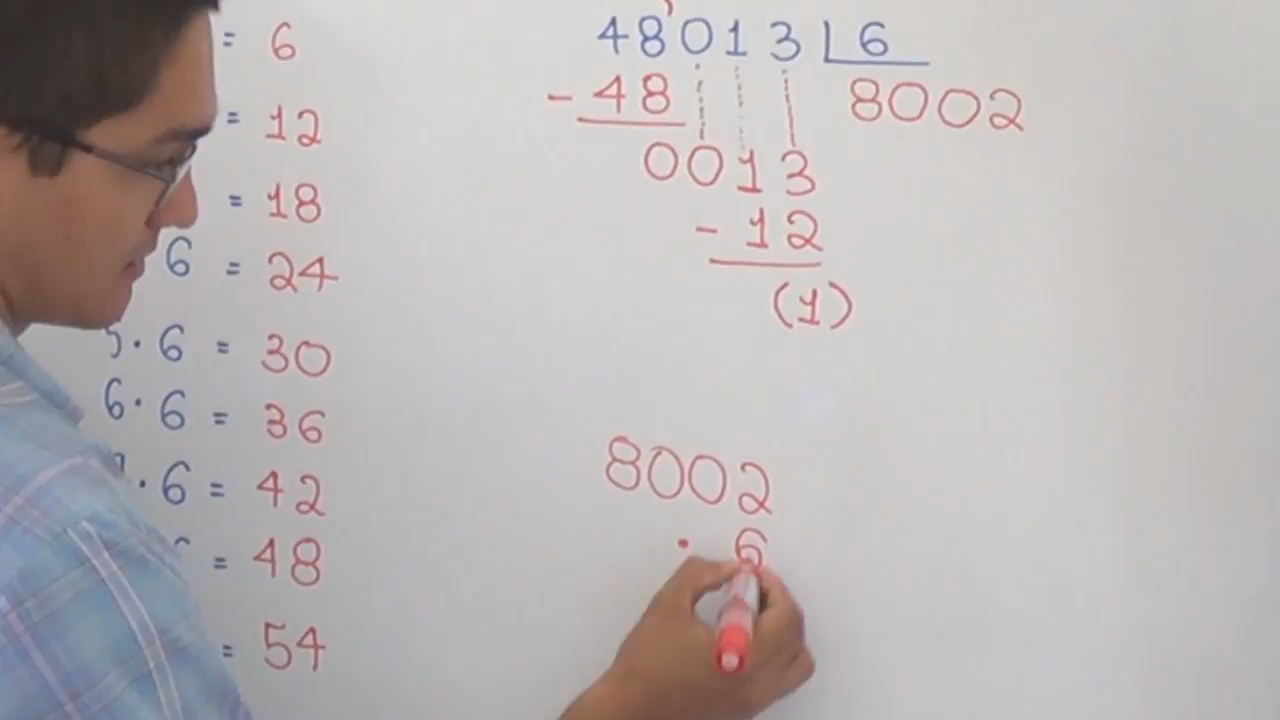 = 6
= 12
= 18
6 = 24
5 · 6 = 30
6 · 6 = 36
· 6 = 42
= 48
= 54
48013 6
- 48 8002
0013
- 12
(1)
8002
· 6